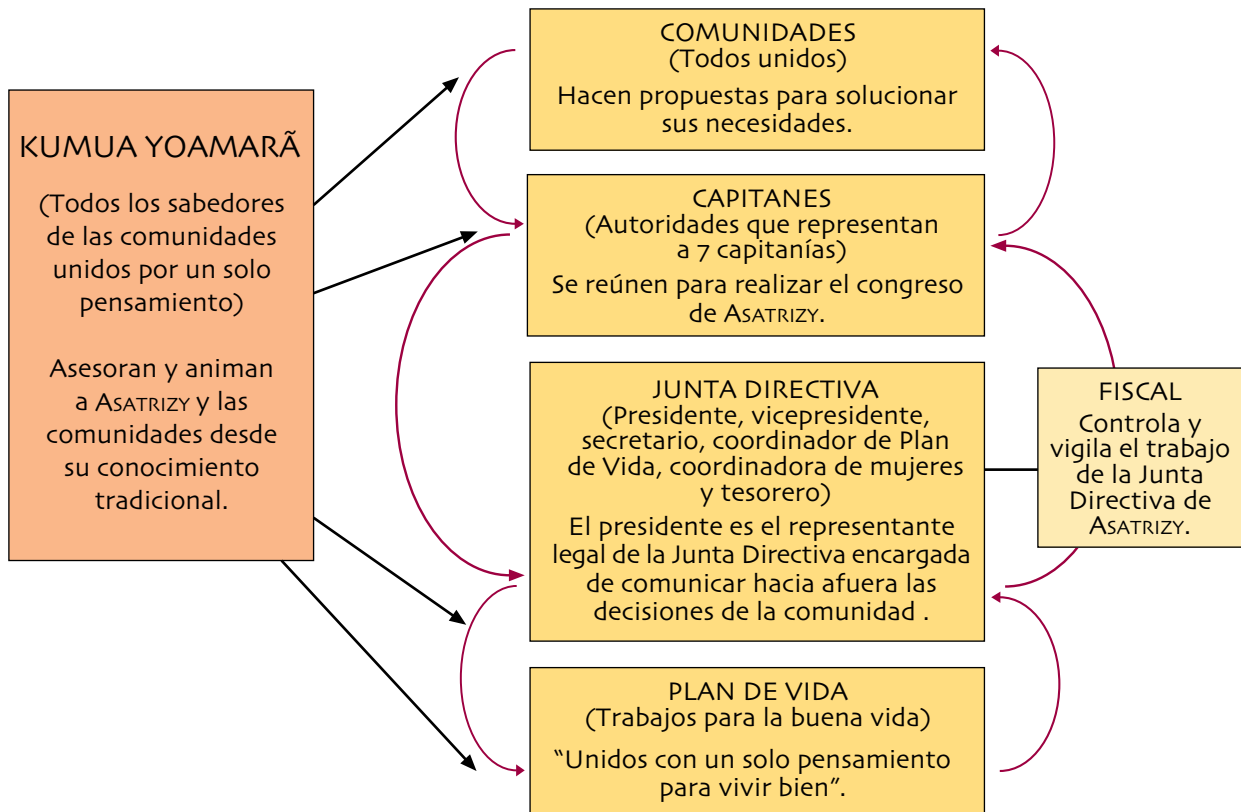 KUMUA YOAMARÃ
(Todos los sabedores
de las comunidades
unidos por un solo
pensamiento)
Asesoran y animan
a ASATRIZY y las
comunidades desde
su conocimiento
tradicional.
COMUNIDADES
(Todos unidos)
Hacen propuestas para solucionar
sus necesidades.
CAPITANES
(Autoridades que representan
a 7 capitanías)
Se reúnen para realizar el congreso
de ASATRIZY.
JUNTA DIRECTIVA
(Presidente, vicepresidente,
secretario, coordinador de Plan
de Vida, coordinadora de mujeres
y tesorero)
El presidente es el representante
legal de la Junta Directiva encargada
de comunicar hacia afuera las
decisiones de la comunidad .
FISCAL
Controla y
vigila el trabajo
de la Junta
Directiva de
ASATRIZY.
PLAN DE VIDA
(Trabajos para la buena vida)
“Unidos con un solo pensamiento
para vivir bien”.